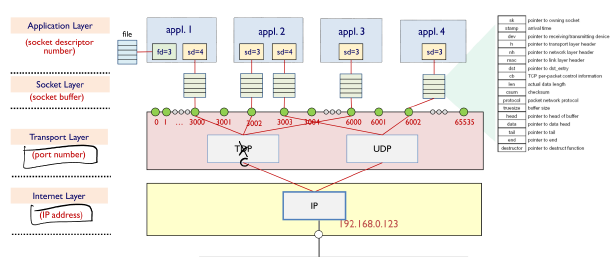 Application Layer
(socket descriptor
number)
file
appl. 1
appl. 2
appl. 3
appl. 4
fd=3
sd=4
sd=3
sd=4
sd=3
sd=3
Socket Layer
(socket buffer)
0 1 ... 3000 3001 3002 3003 3004 6000 6001 6002 65535
Transport Layer
(port number)
TCP
UDP
Internet Layer
(IP address)
IP
192.168.0.123
sk pointer to owning socket
stamp arrival time
dev pointer to receiving/transmitting device
h pointer to transport layer header
nh pointer to network layer header
mac pointer to link layer header
dst pointer to dst_entry
cb TCP per-packet control information
len actual data length
csum checksum
protocol packet network protocol
truesize buffer size
head pointer to head of buffer
data pointer to data head
tail pointer to tail
end pointer to end
destructor pointer to destruct function